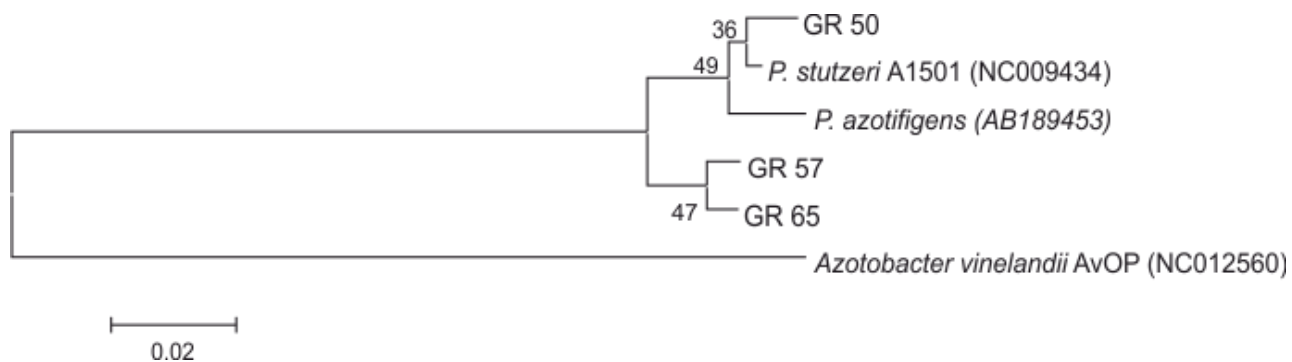 GR 50
36
P. stutzeri A1501 (NC009434)
49
P. azotifigens (AB189453)
GR 57
47
GR 65
Azotobacter vinelandii AvOP (NC012560)
0.02